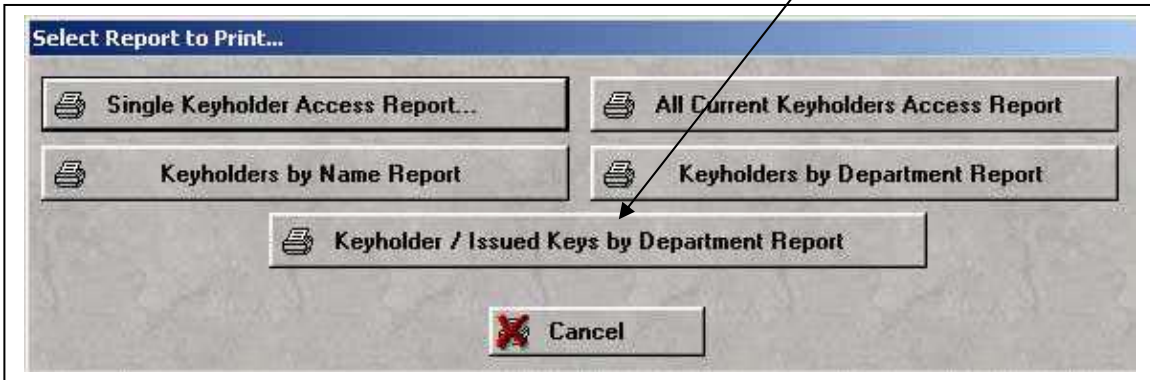 Select Report to Print...
Single Keyholder Access Report...
All Current Keyholders Access Report
Keyholders by Name Report
Keyholders by Department Report
Keyholder / Issued Keys by Department Report
Cancel